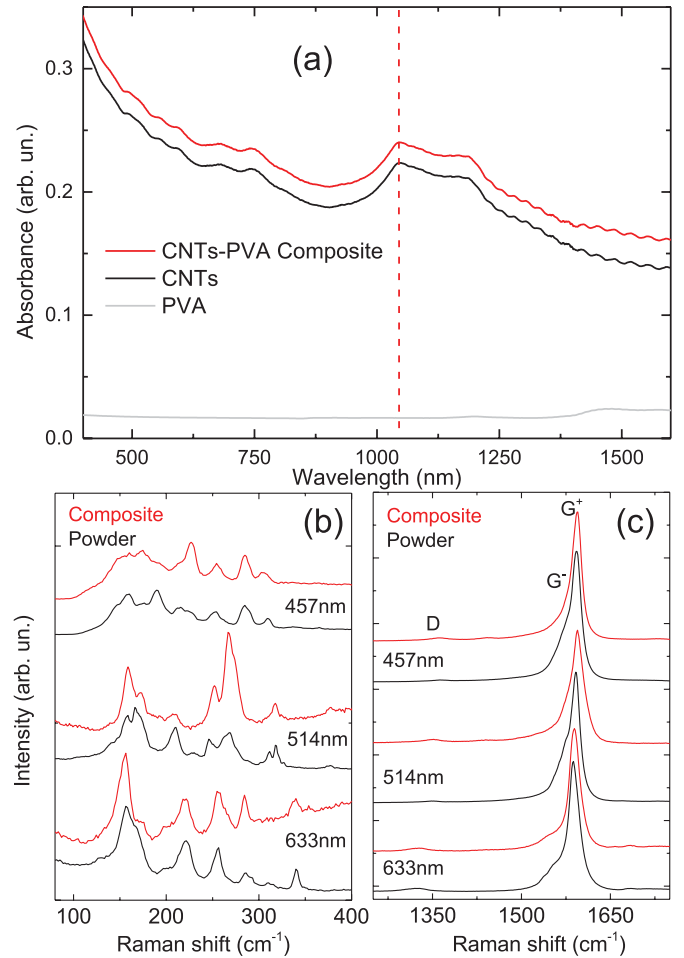 (a)
Absorbance (arb. un.)
0.3
0.2
0.1
0.0
CNTs-PVA Composite
CNTs
PVA
500 750 1000 1250 1500
Wavelength (nm)
Composite
Powder
(b)
457nm
514nm
633nm
Intensity (arb. un.)
100 200 300 400
Raman shift (cm⁻¹)
Composite
Powder
(c)
G⁺
G⁻
D
457nm
514nm
633nm
1350 1500 1650
Raman shift (cm⁻¹)